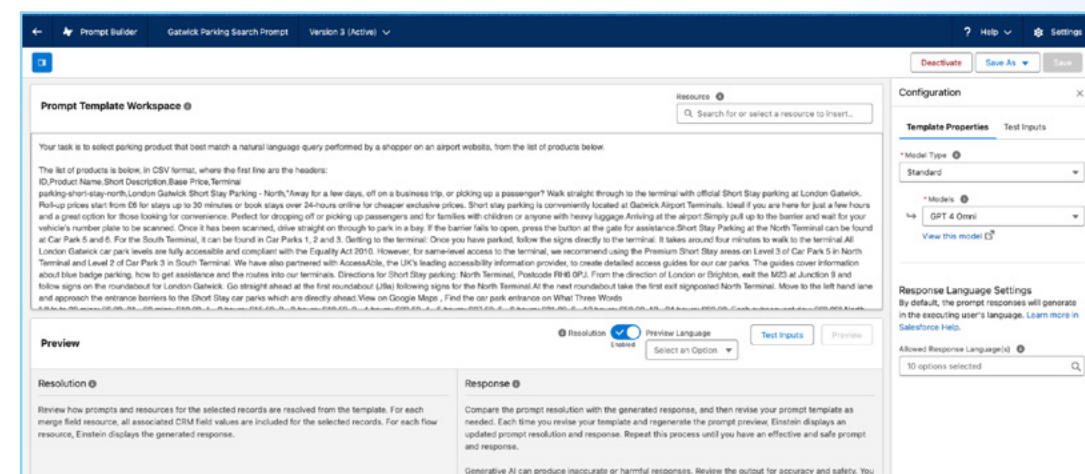 Prompt Builder Gatwick Parking Search Prompt Version 3 (Active) Help Settings
Deactivate Save As Save
Prompt Template Workspace
Resource
Search for or select a resource to insert...
Your task is to select parking product that best match a natural language query performed by a shopper on an airport website, from the list of products below.
The list of products is below, in CSV format, where the first line are the headers:
ID,Product Name,Short Description,Base Price,Terminal
parking-short-stay-north,London Gatwick Short Stay Parking - North,"Away for a few days, off on a business trip, or picking up a passenger? Walk straight through to the terminal with official Short Stay parking at London Gatwick.
Roll-up prices start from £6 for stays up to 30 minutes or book stays over 24-hours online for cheaper exclusive prices. Short stay parking is conveniently located at Gatwick Airport Terminals. Ideal if you are here for just a few hours
and a great option for those looking for convenience. Perfect for dropping off or picking up passengers and for families with children or anyone with heavy luggage.Arriving at the airport:Simply pull up to the barrier and wait for your
vehicle's number plate to be scanned. Once it has been scanned, drive straight on through to park in a bay. If the barrier fails to open, press the button at the gate for assistance.Short Stay Parking at the North Terminal can be found
at Car Park 5 and 6. For the South Terminal, it can be found in Car Parks 1, 2 and 3. Getting to the terminal: Once you have parked, follow the signs directly to the terminal. It takes around four minutes to walk to the terminal.All
London Gatwick car park levels are fully accessible and compliant with the Equality Act 2010. However, for same-level access to the terminal, we recommend using the Premium Short Stay areas on Level 3 of Car Park 5 in North
Terminal and Level 2 of Car Park 3 in South Terminal. We have also partnered with AccessAble, the UK's leading accessibility information provider, to create detailed access guides for our car parks. The guides cover information
about blue badge parking, how to get assistance and the routes into our terminals. Directions for Short Stay parking: North Terminal, Postcode RH6 0PJ. From the direction of London or Brighton, exit the M23 at Junction 9 and
follow signs on the roundabout for London Gatwick. Go straight ahead at the first roundabout (J9a) following signs for the North Terminal.At the next roundabout take the first exit signposted North Terminal. Move to the left hand lane
and approach the entrance barriers to the Short Stay car parks which are directly ahead.View on Google Maps , Find the car park entrance on What Three Words
Preview
Resolution
Enabled
Preview Language
Select an Option
Test Inputs Preview
Resolution
Review how prompts and resources for the selected records are resolved from the template. For each
merge field resource, all associated CRM field values are included for the selected records. For each flow
resource, Einstein displays the generated response.
Response
Compare the prompt resolution with the generated response, and then revise your prompt template as
needed. Each time you revise your template and regenerate the prompt preview, Einstein displays an
updated prompt resolution and response. Repeat this process until you have an effective and safe prompt
and response.
Generative AI can produce inaccurate or harmful responses. Review the output for accuracy and safety. You
Configuration
Template Properties Test Inputs
*Model Type
Standard
*Models
GPT 4 Omni
View this model
Response Language Settings
By default, the prompt responses will generate
in the executing user's language. Learn more in
Salesforce Help.
Allowed Response Language(s)
10 options selected